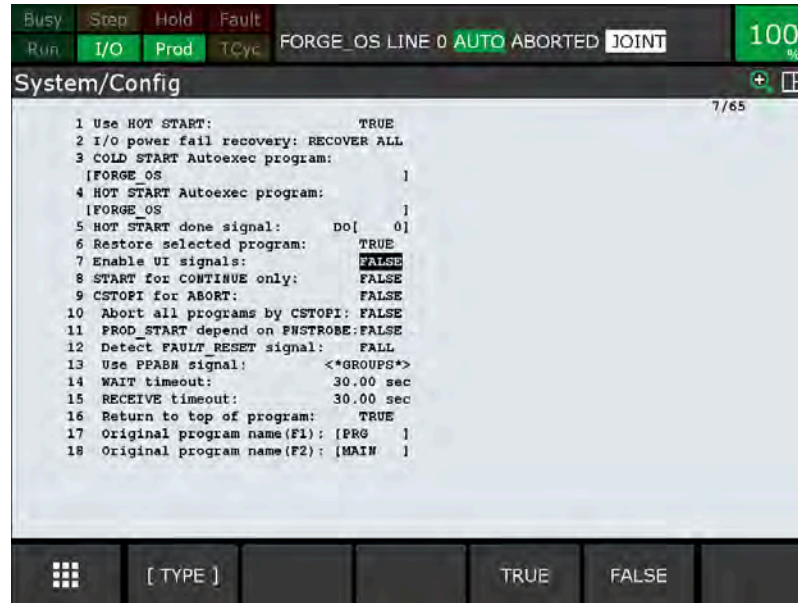 Busy Step Hold Fault
Run I/O Prod TCyc
FORGE_OS LINE 0 AUTO ABORTED JOINT
100
%
System/Config
7/65
1 Use HOT START: TRUE
2 I/O power fail recovery: RECOVER ALL
3 COLD START Autoexec program:
[FORGE_OS ]
4 HOT START Autoexec program:
[FORGE_OS ]
5 HOT START done signal: DO[ 0]
6 Restore selected program: TRUE
7 Enable UI signals: FALSE
8 START for CONTINUE only: FALSE
9 CSTOPI for ABORT: FALSE
10 Abort all programs by CSTOPI: FALSE
11 PROD_START depend on PNSTROBE:FALSE
12 Detect FAULT_RESET signal: FALL
13 Use PPABN signal: <*GROUPS*>
14 WAIT timeout: 30.00 sec
15 RECEIVE timeout: 30.00 sec
16 Return to top of program: TRUE
17 Original program name(F1): [PRG ]
18 Original program name(F2): [MAIN ]
[ TYPE ] TRUE FALSE